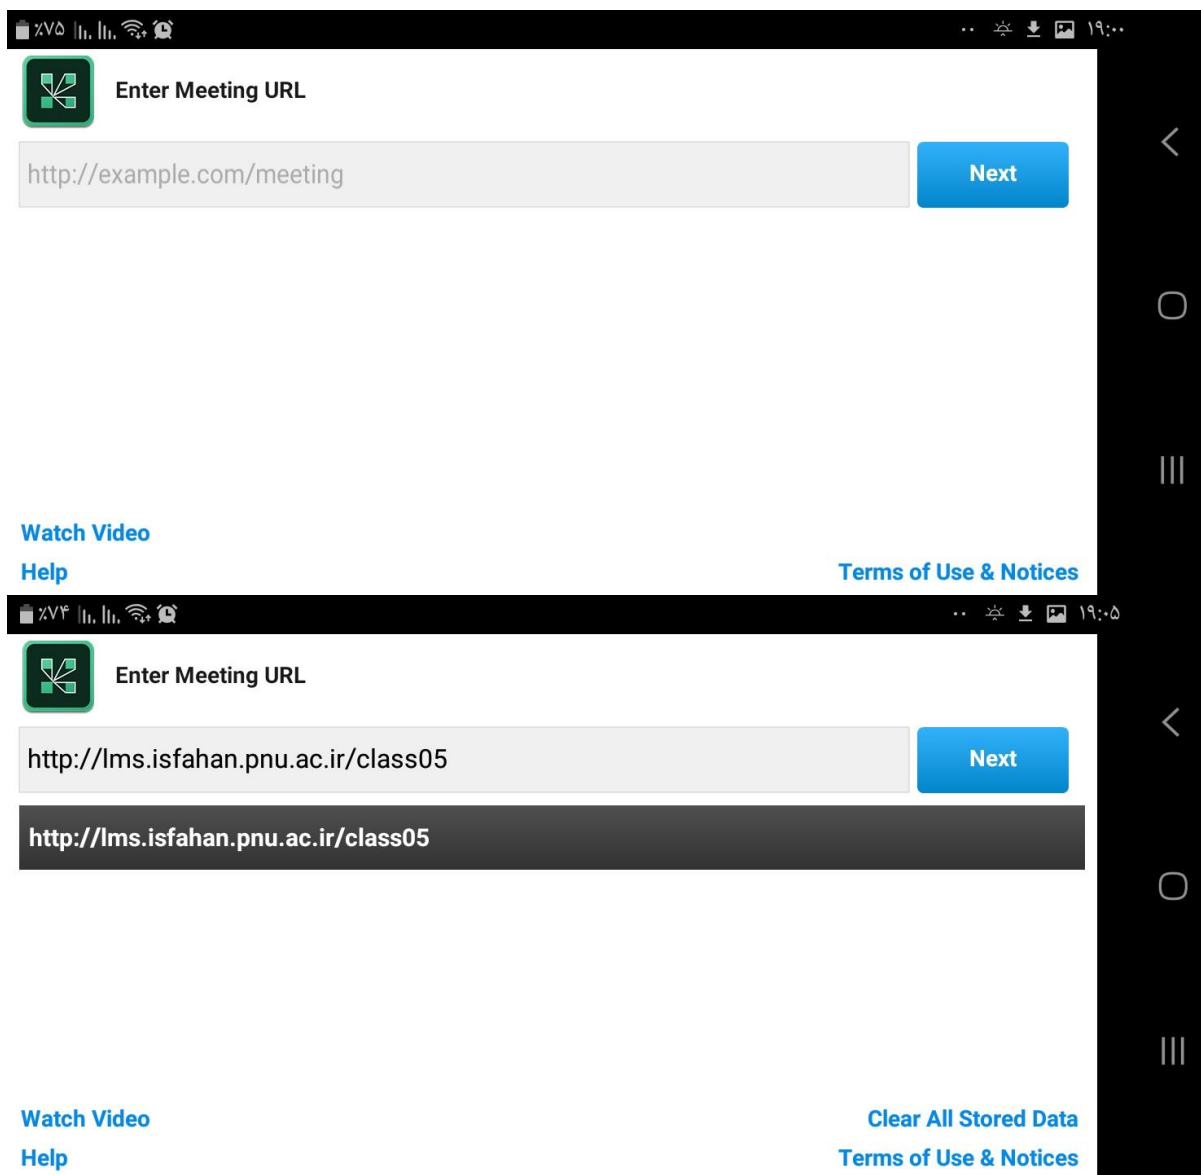 ٪۷۵ ۱۹:۰۰
Enter Meeting URL
http://example.com/meeting Next
Watch Video
Help Terms of Use & Notices
٪۷۴ ۱۹:۰۵
Enter Meeting URL
http://lms.isfahan.pnu.ac.ir/class05 Next
http://lms.isfahan.pnu.ac.ir/class05
Watch Video Clear All Stored Data
Help Terms of Use & Notices